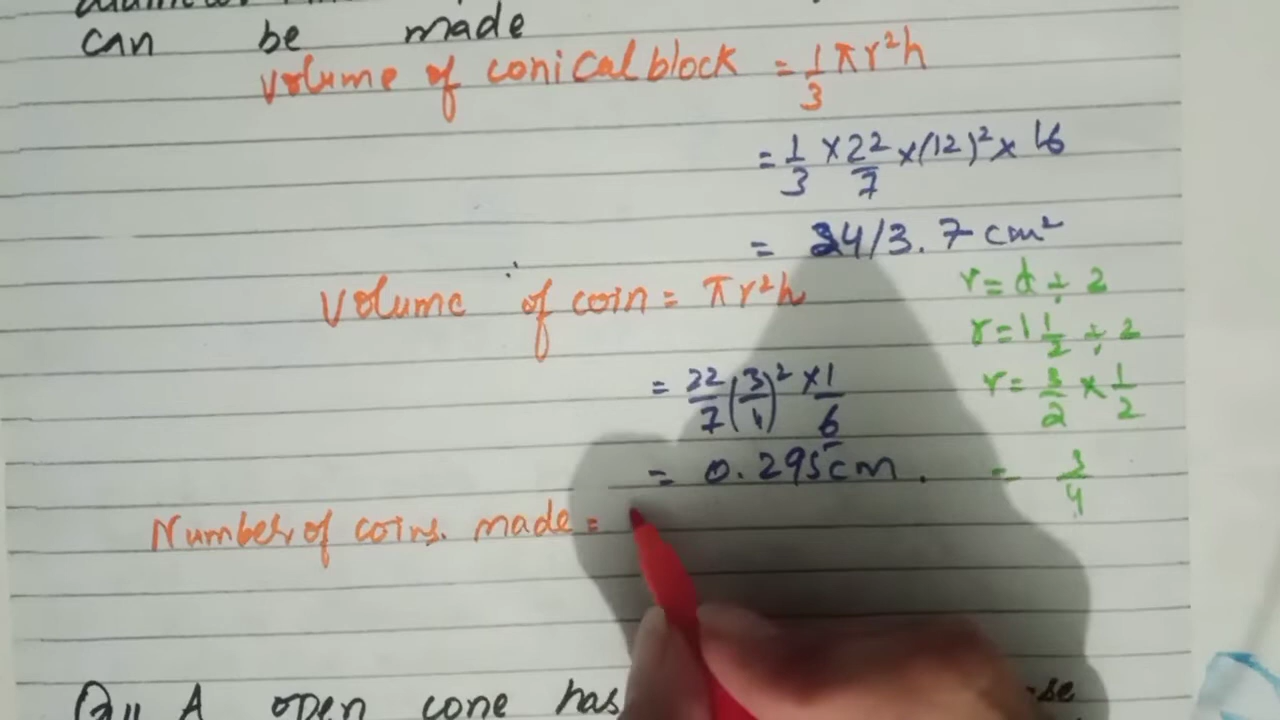 can be made
Volume of conical block = 1/3 πr²h
= 1/3 × 22/7 × (12)² × 16
= 2413.7 cm²
Volume of coin = πr²h
r = d ÷ 2
r = 1 1/2 ÷ 2
= 22/7 (3/4)² × 1/6
r = 3/2 × 1/2
= 0.295 cm.
= 3/4
Number of coins. made =
Q11 A open cone has